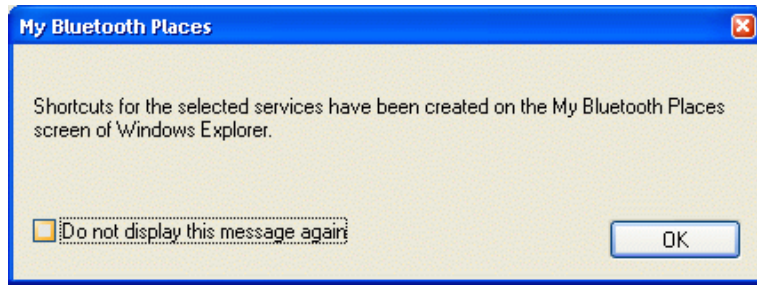 My Bluetooth Places
Shortcuts for the selected services have been created on the My Bluetooth Places
screen of Windows Explorer.
Do not display this message again
OK